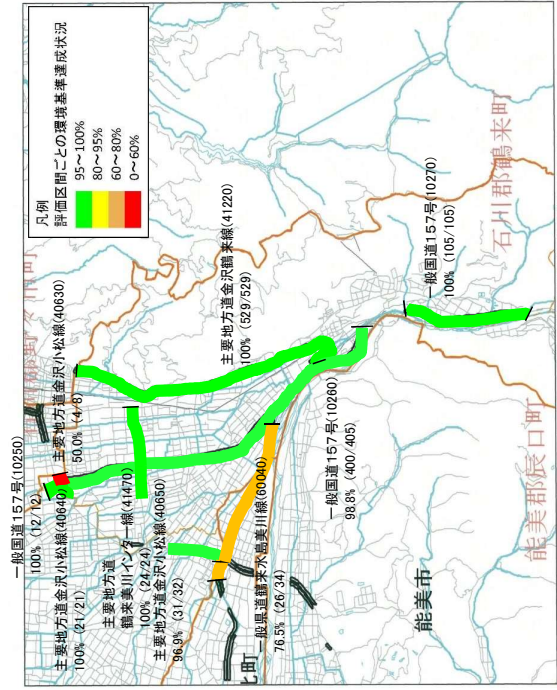 凡例
評価区間ごとの環境基準達成状況
95～100%
80～95%
60～80%
0～60%
一般国道157号(10250)
100% (12/12)
主要地方道金沢小松線(40630)
50.0% (4/8)
主要地方道金沢小松線(40640)
100% (21/21)
主要地方道
鶴来美川インター線(41470)
100% (24/24)
主要地方道金沢小松線(40650)
96.9% (31/32)
一般県道鶴来水島美川線(60040)
76.5% (26/34)
主要地方道金沢鶴来線(41220)
100% (529/529)
一般国道157号(10260)
98.8% (400/405)
一般国道157号(10270)
100% (105/105)
石川郡鶴来町
能美郡辰口町
能美市